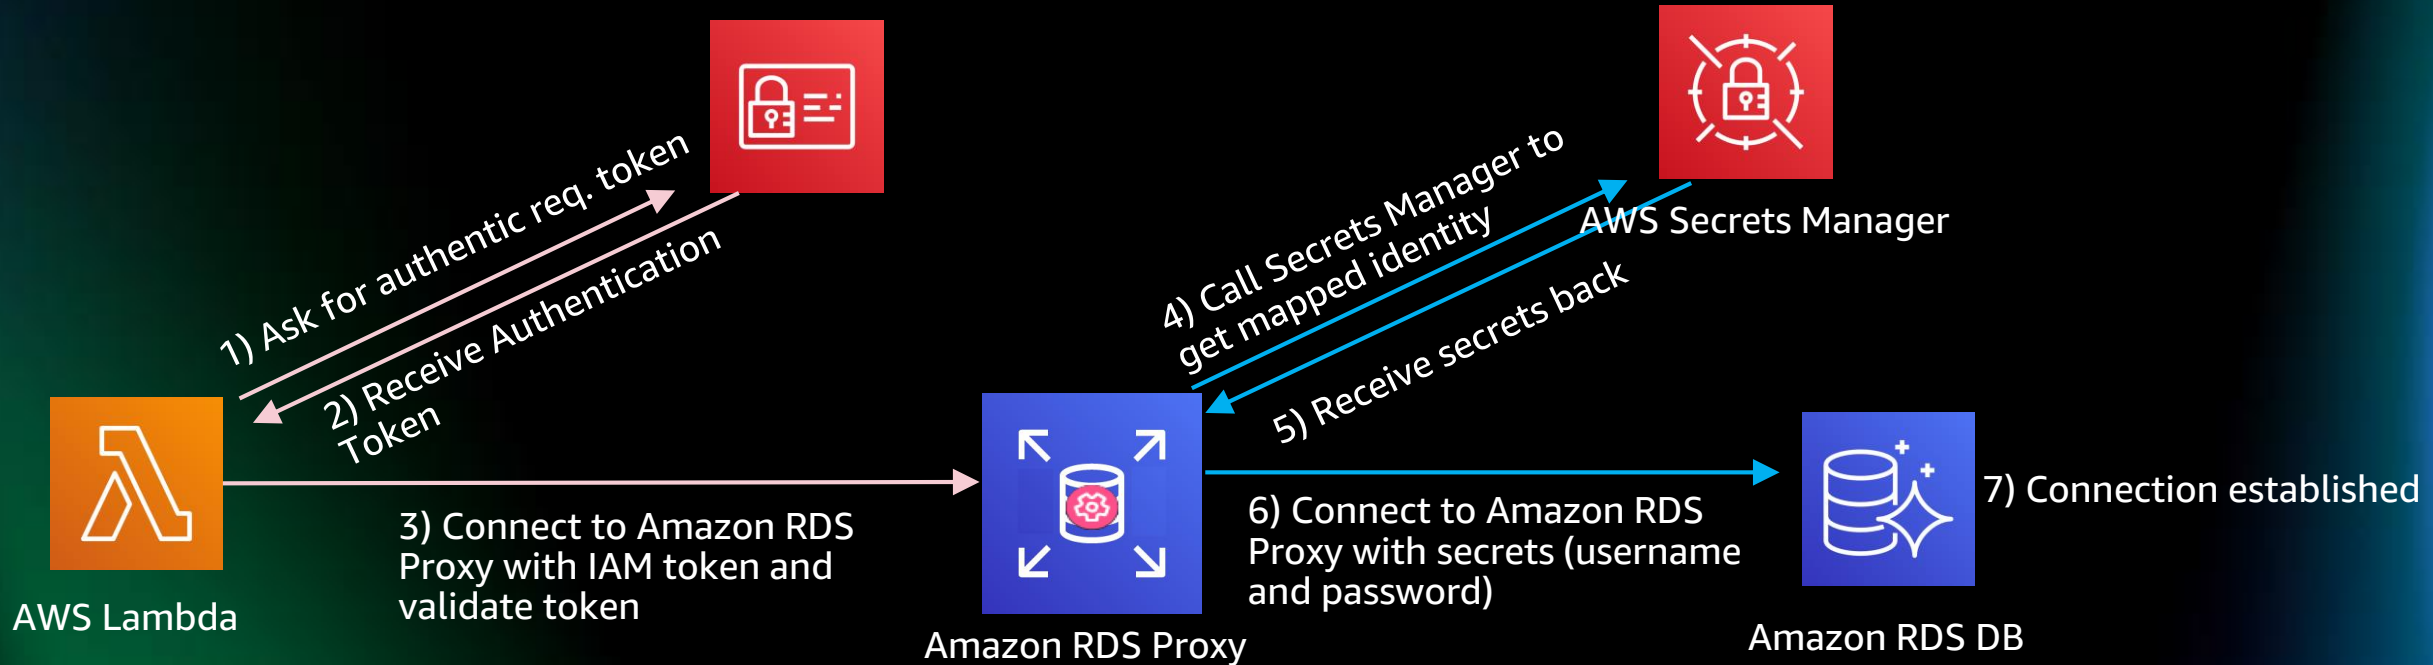 1) Ask for authentic req. token
2) Receive Authentication
Token
3) Connect to Amazon RDS
Proxy with IAM token and
validate token
AWS Lambda
4) Call Secrets Manager to
get mapped identity
5) Receive secrets back
AWS Secrets Manager
6) Connect to Amazon RDS
Proxy with secrets (username
and password)
7) Connection established
Amazon RDS Proxy
Amazon RDS DB